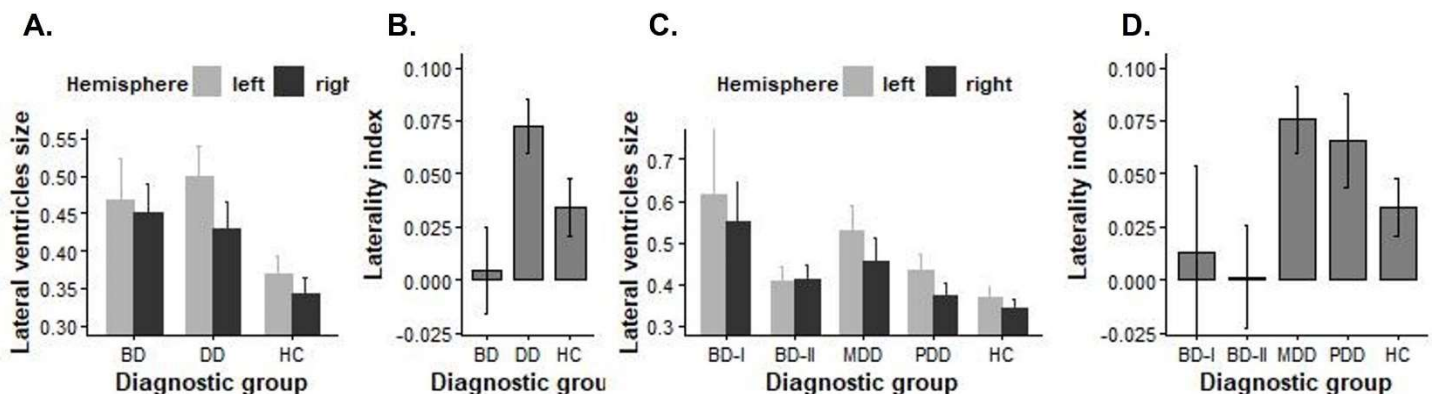 A.
Hemisphere left righ
Lateral ventricles size
0.55
0.50
0.45
0.40
0.35
0.30
BD DD HC
Diagnostic group
B.
Laterality index
0.100
0.075
0.050
0.025
0.000
-0.025
BD DD HC
Diagnostic grou
C.
Hemisphere left right
Lateral ventricles size
0.7
0.6
0.5
0.4
0.3
BD-I BD-II MDD PDD HC
Diagnostic group
D.
Laterality index
0.100
0.075
0.050
0.025
0.000
-0.025
BD-I BD-II MDD PDD HC
Diagnostic group